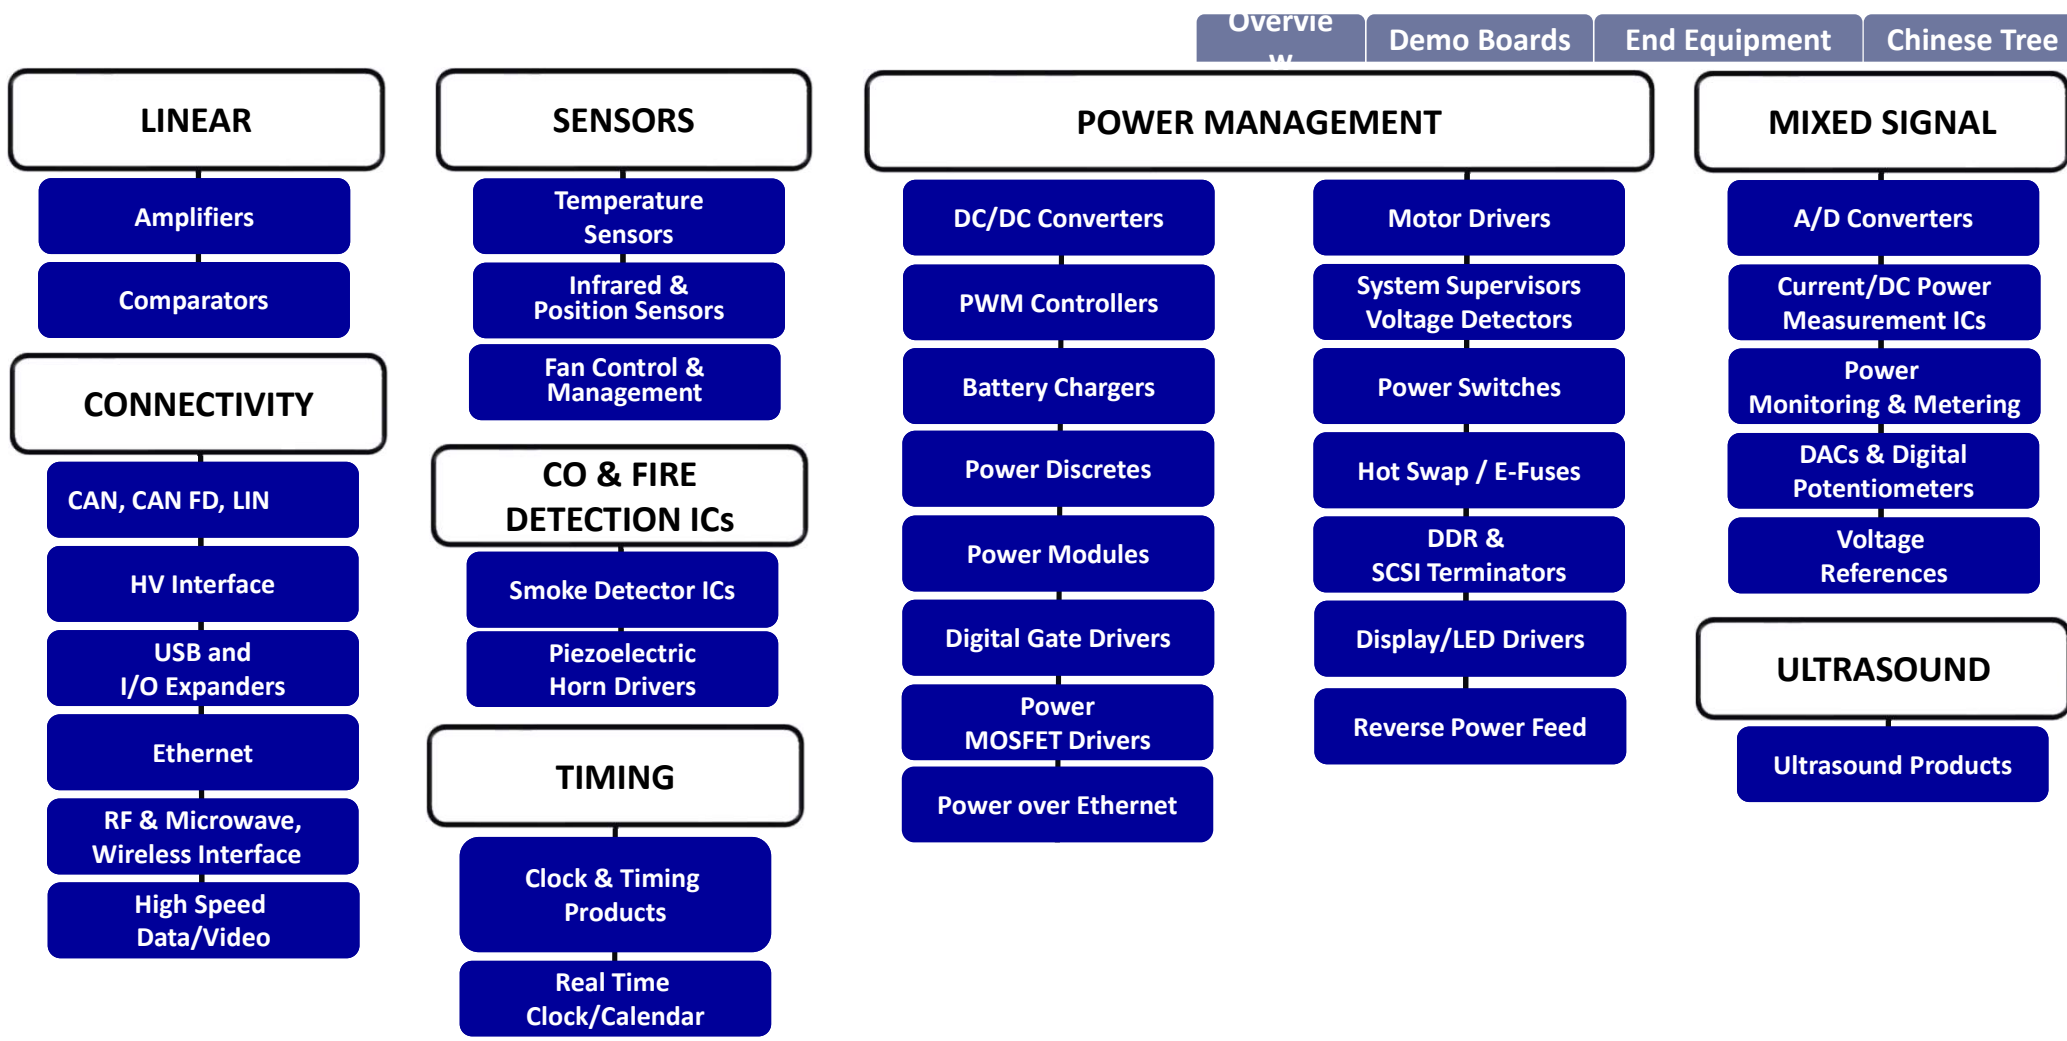 Overvie
w
Demo Boards
End Equipment
Chinese Tree
LINEAR
Amplifiers
Comparators
CONNECTIVITY
CAN, CAN FD, LIN
HV Interface
USB and
I/O Expanders
Ethernet
RF & Microwave,
Wireless Interface
High Speed
Data/Video
SENSORS
Temperature
Sensors
Infrared &
Position Sensors
Fan Control &
Management
CO & FIRE
DETECTION ICs
Smoke Detector ICs
Piezoelectric
Horn Drivers
TIMING
Clock & Timing
Products
Real Time
Clock/Calendar
POWER MANAGEMENT
DC/DC Converters
PWM Controllers
Battery Chargers
Power Discretes
Power Modules
Digital Gate Drivers
Power
MOSFET Drivers
Power over Ethernet
Motor Drivers
System Supervisors
Voltage Detectors
Power Switches
Hot Swap / E-Fuses
DDR &
SCSI Terminators
Display/LED Drivers
Reverse Power Feed
MIXED SIGNAL
A/D Converters
Current/DC Power
Measurement ICs
Power
Monitoring & Metering
DACs & Digital
Potentiometers
Voltage
References
ULTRASOUND
Ultrasound Products